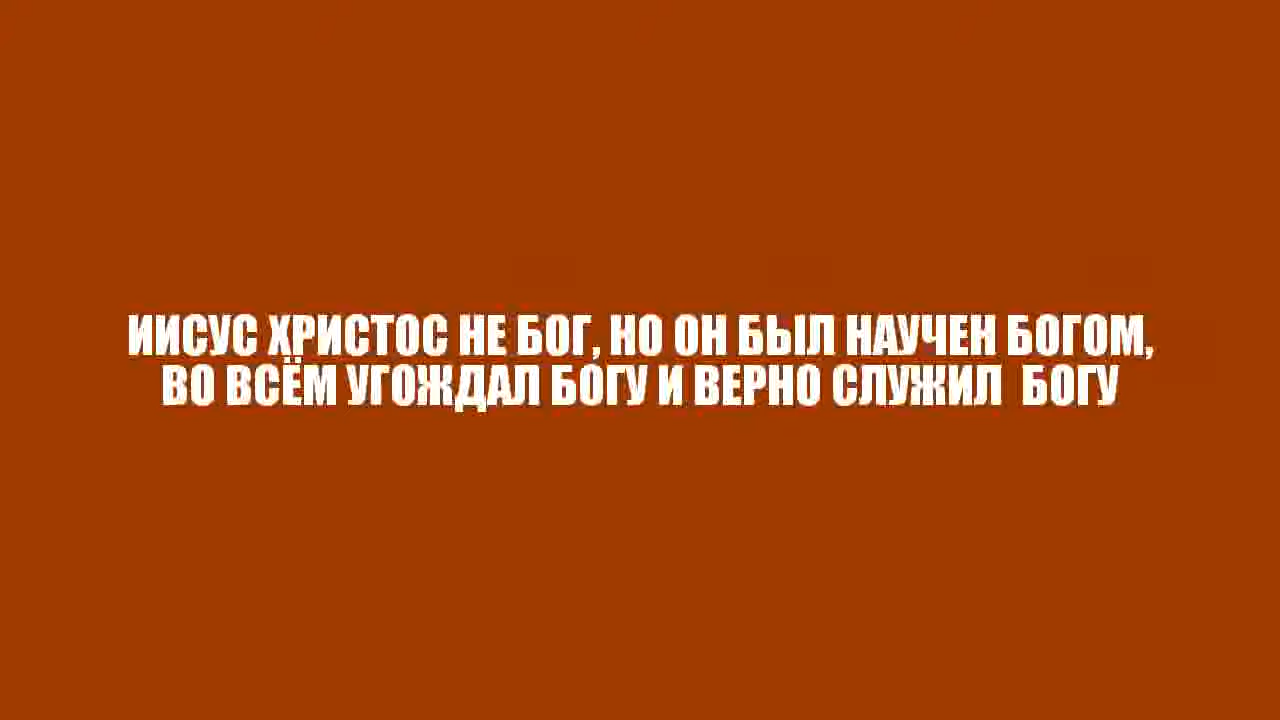 ИИСУС ХРИСТОС НЕ БОГ, НО ОН БЫЛ НАУЧЕН БОГОМ,
ВО ВСЁМ УГОЖДАЛ БОГУ И ВЕРНО СЛУЖИЛ  БОГУ